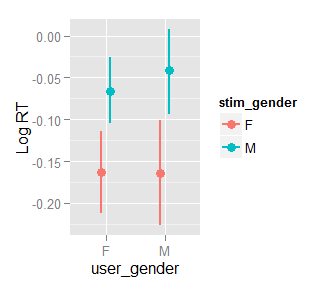 0.00
-0.05
-0.10
-0.15
-0.20
Log RT
F M
user_gender
stim_gender
F
M